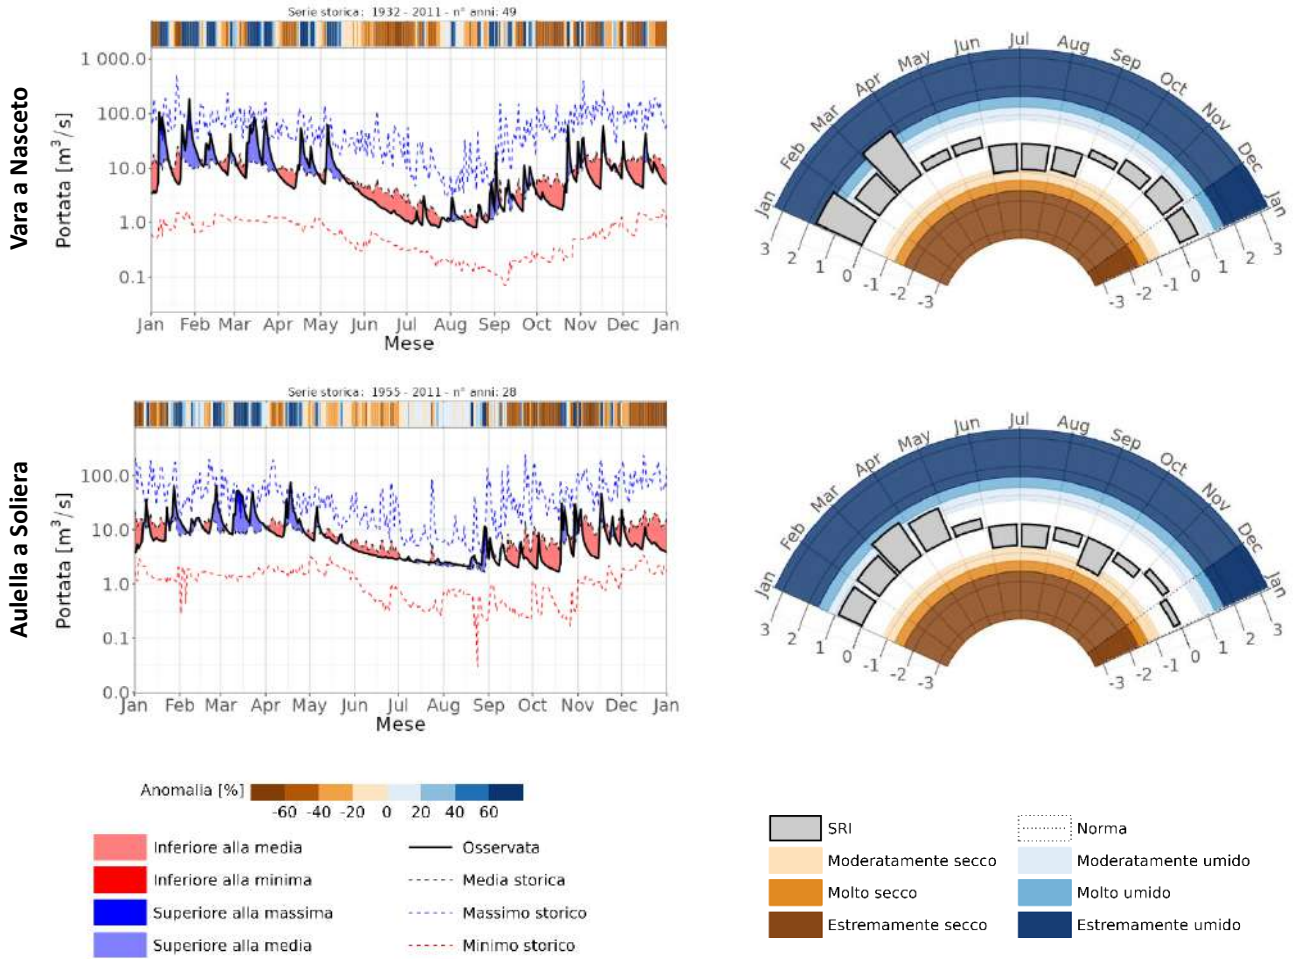 Serie storica: 1932 - 2011 - n° anni: 49
Vara a Nasceto
Portata [m³/s]
1 000.0
100.0
10.0
1.0
0.1
Jan Feb Mar Apr May Jun Jul Aug Sep Oct Nov Dec Jan
Mese
Jan Feb Mar Apr May Jun Jul Aug Sep Oct Nov Dec Jan
3 2 1 0 -1 -2 -3
-3 -2 -1 0 1 2 3
Serie storica: 1955 - 2011 - n° anni: 28
Aulella a Soliera
Portata [m³/s]
100.0
10.0
1.0
0.1
0.0
Jan Feb Mar Apr May Jun Jul Aug Sep Oct Nov Dec Jan
Mese
Jan Feb Mar Apr May Jun Jul Aug Sep Oct Nov Dec Jan
3 2 1 0 -1 -2 -3
-3 -2 -1 0 1 2 3
Anomalia [%]
-60 -40 -20 0 20 40 60
Inferiore alla media
Inferiore alla minima
Superiore alla massima
Superiore alla media
Osservata
Media storica
Massimo storico
Minimo storico
SRI
Moderatamente secco
Molto secco
Estremamente secco
Norma
Moderatamente umido
Molto umido
Estremamente umido